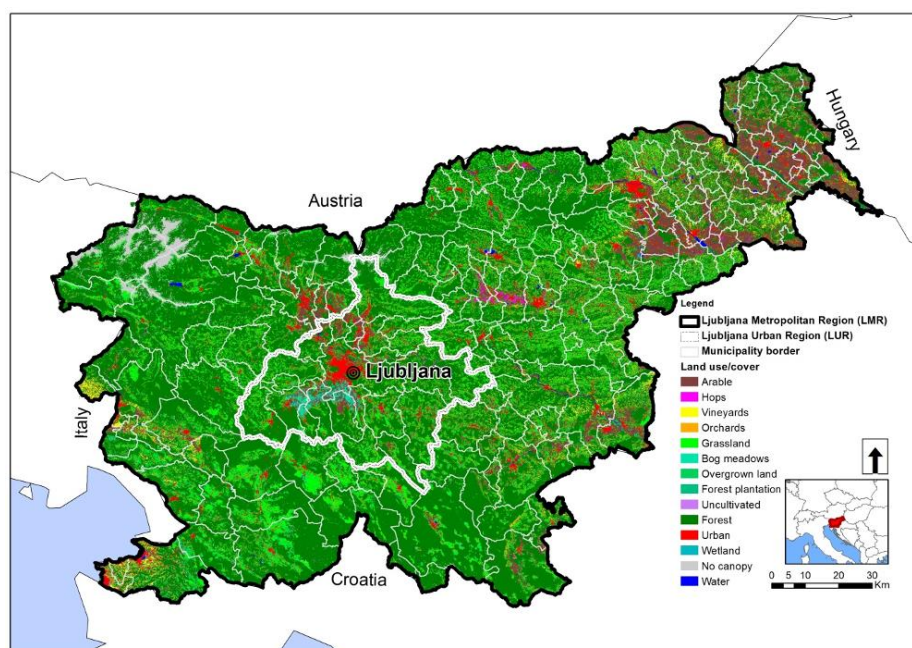 Hungary
Austria
Ljubljana
Italy
Croatia
Legend
Ljubljana Metropolitan Region (LMR)
Ljubljana Urban Region (LUR)
Municipality border
Land use/cover
Arable
Hops
Vineyards
Orchards
Grassland
Bog meadows
Overgrown land
Forest plantation
Uncultivated
Forest
Urban
Wetland
No canopy
Water
0 5 10 20 30
Km